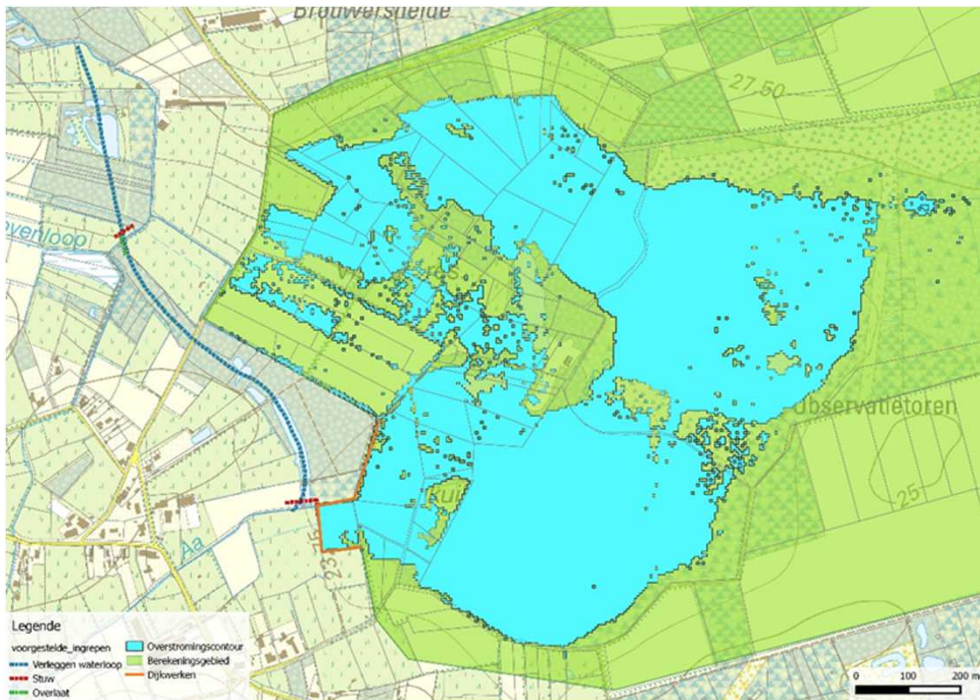 Brouwersheide
27.50
ovenloop
Observatietoren
kui
25
Aa
23
Legende
voorgestelde_ingrepen
Verleggen waterloop
Stuw
Overlaat
Overstromingscontour
Berekeningsgebied
Dijkwerken
0 100 200